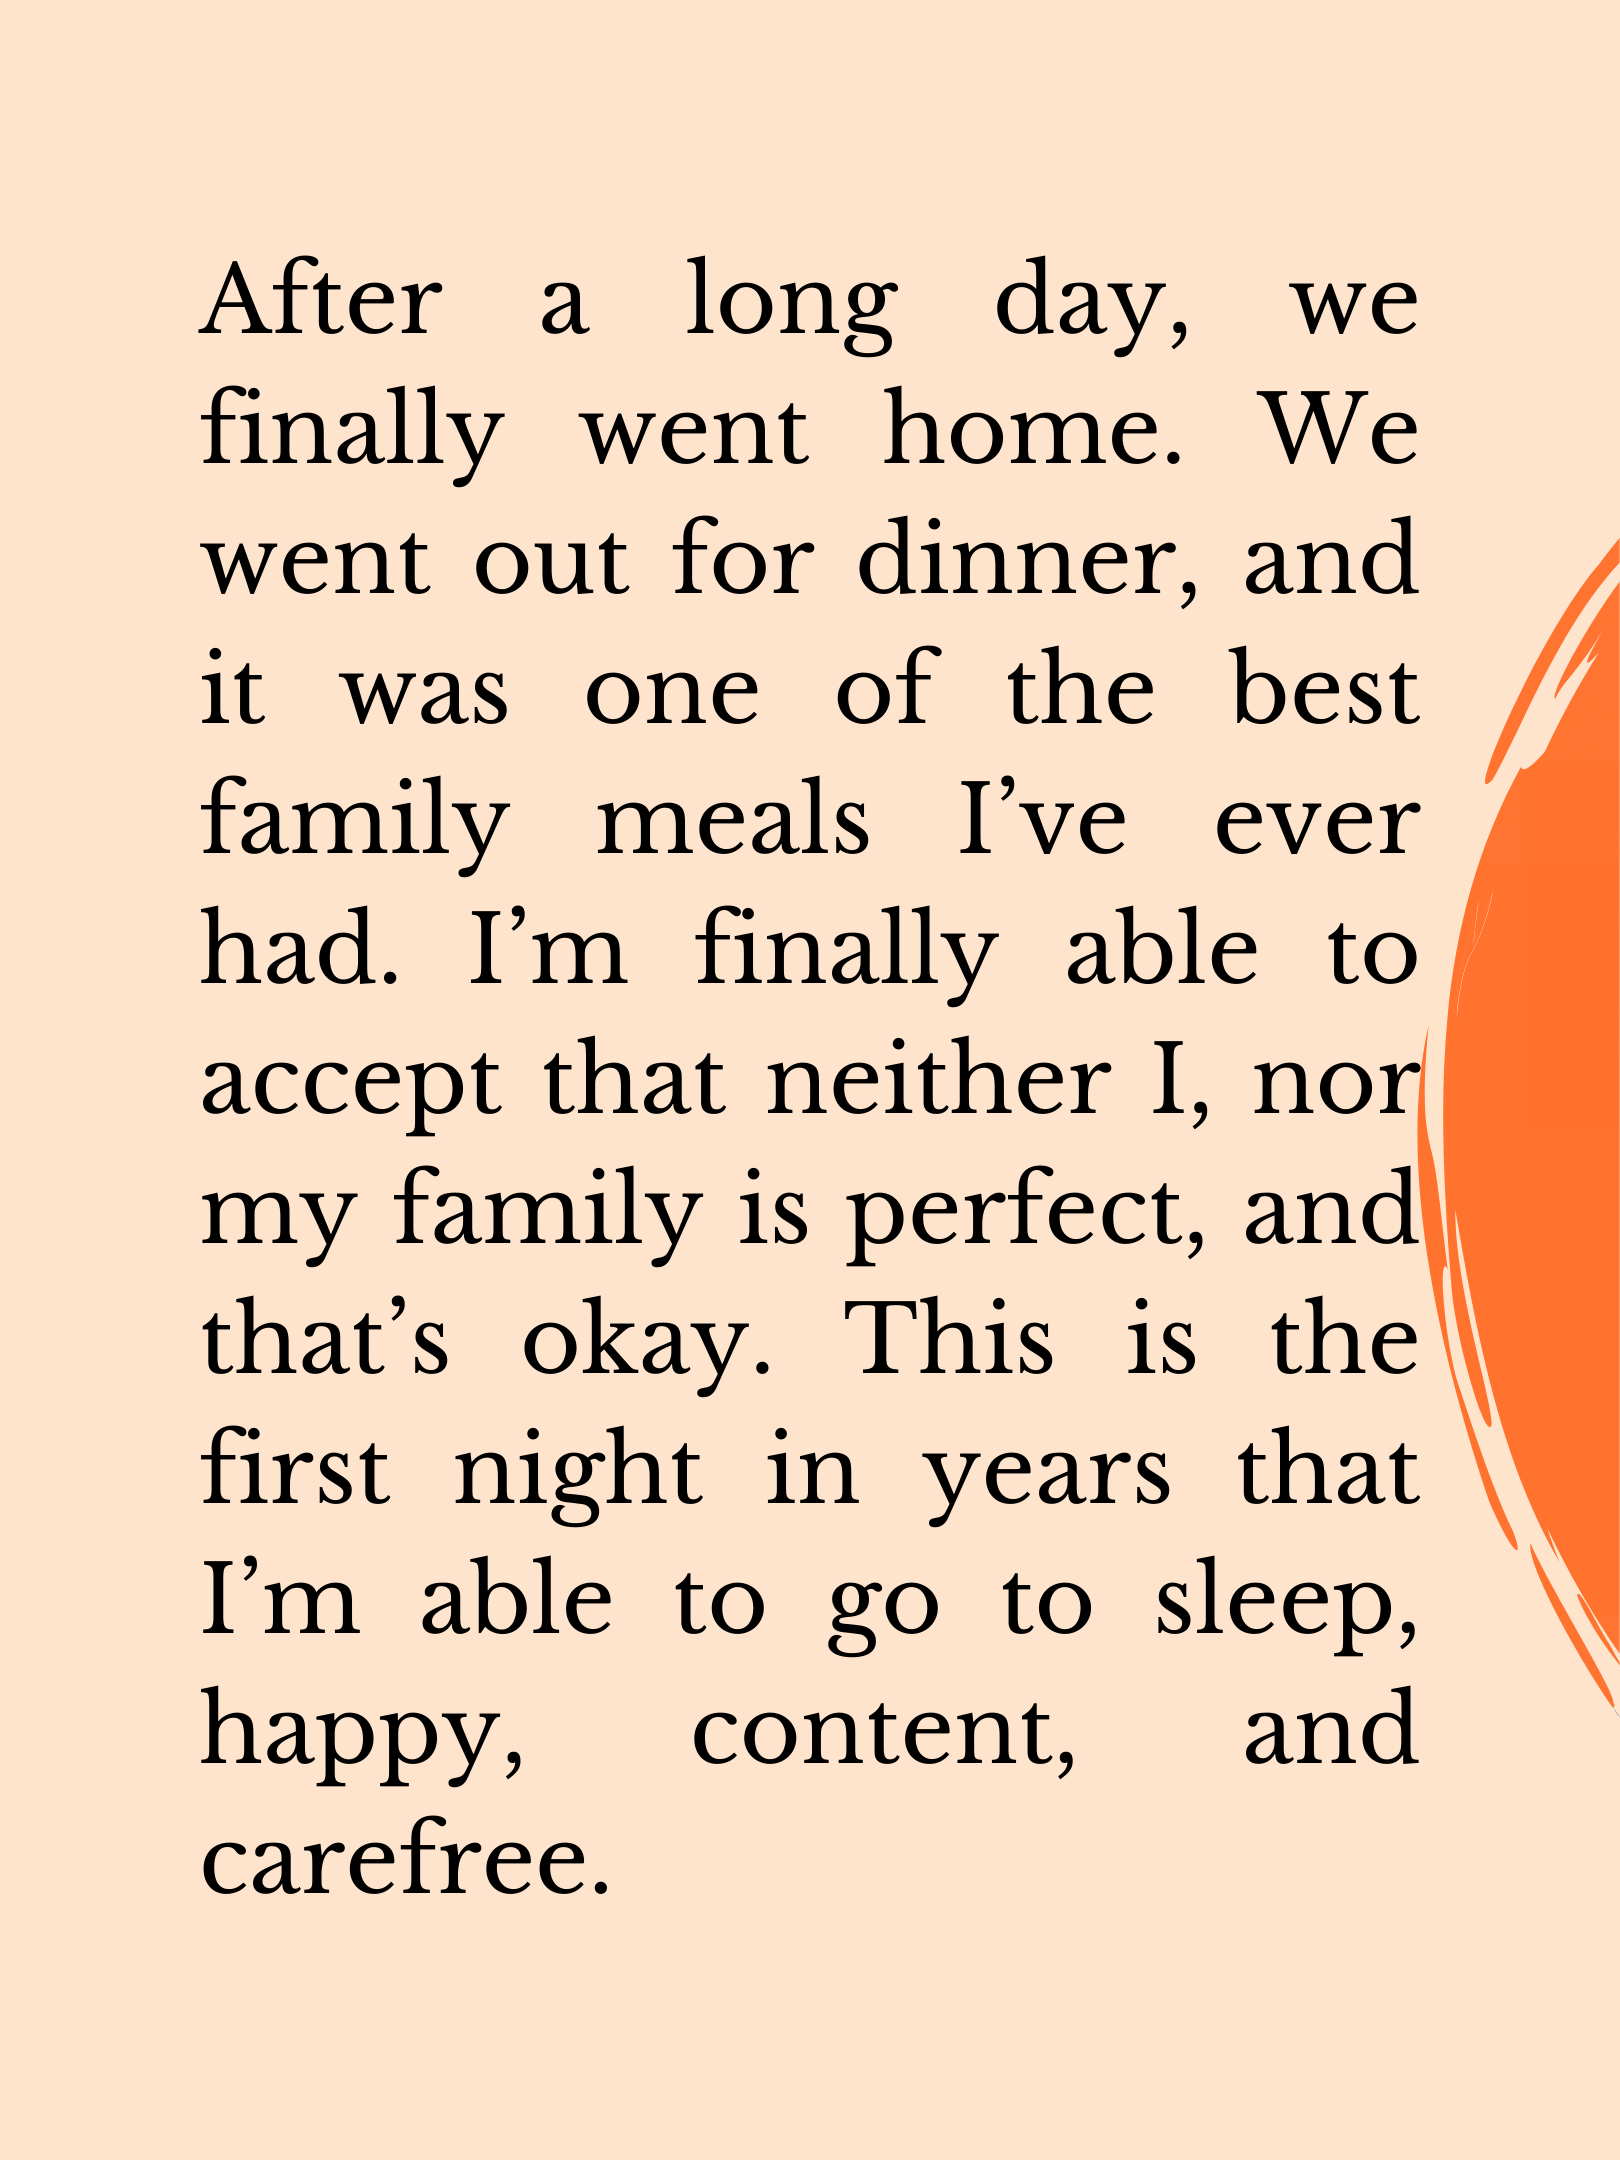 After a long day, we
finally went home. We
went out for dinner, and
it was one of the best
family meals I’ve ever
had. I’m finally able to
accept that neither I, nor
my family is perfect, and
that’s okay. This is the
first night in years that
I’m able to go to sleep,
happy, content, and
carefree.